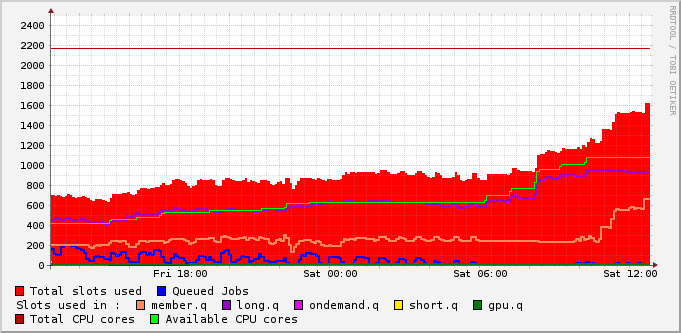 2400
2200
2000
1800
1600
1400
1200
1000
800
600
400
200
0
Fri 18:00 Sat 00:00 Sat 06:00 Sat 12:00
RRDTOOL / TOBI OETIKER
Total slots used Queued Jobs
Slots used in : member.q long.q ondemand.q short.q gpu.q
Total CPU cores Available CPU cores